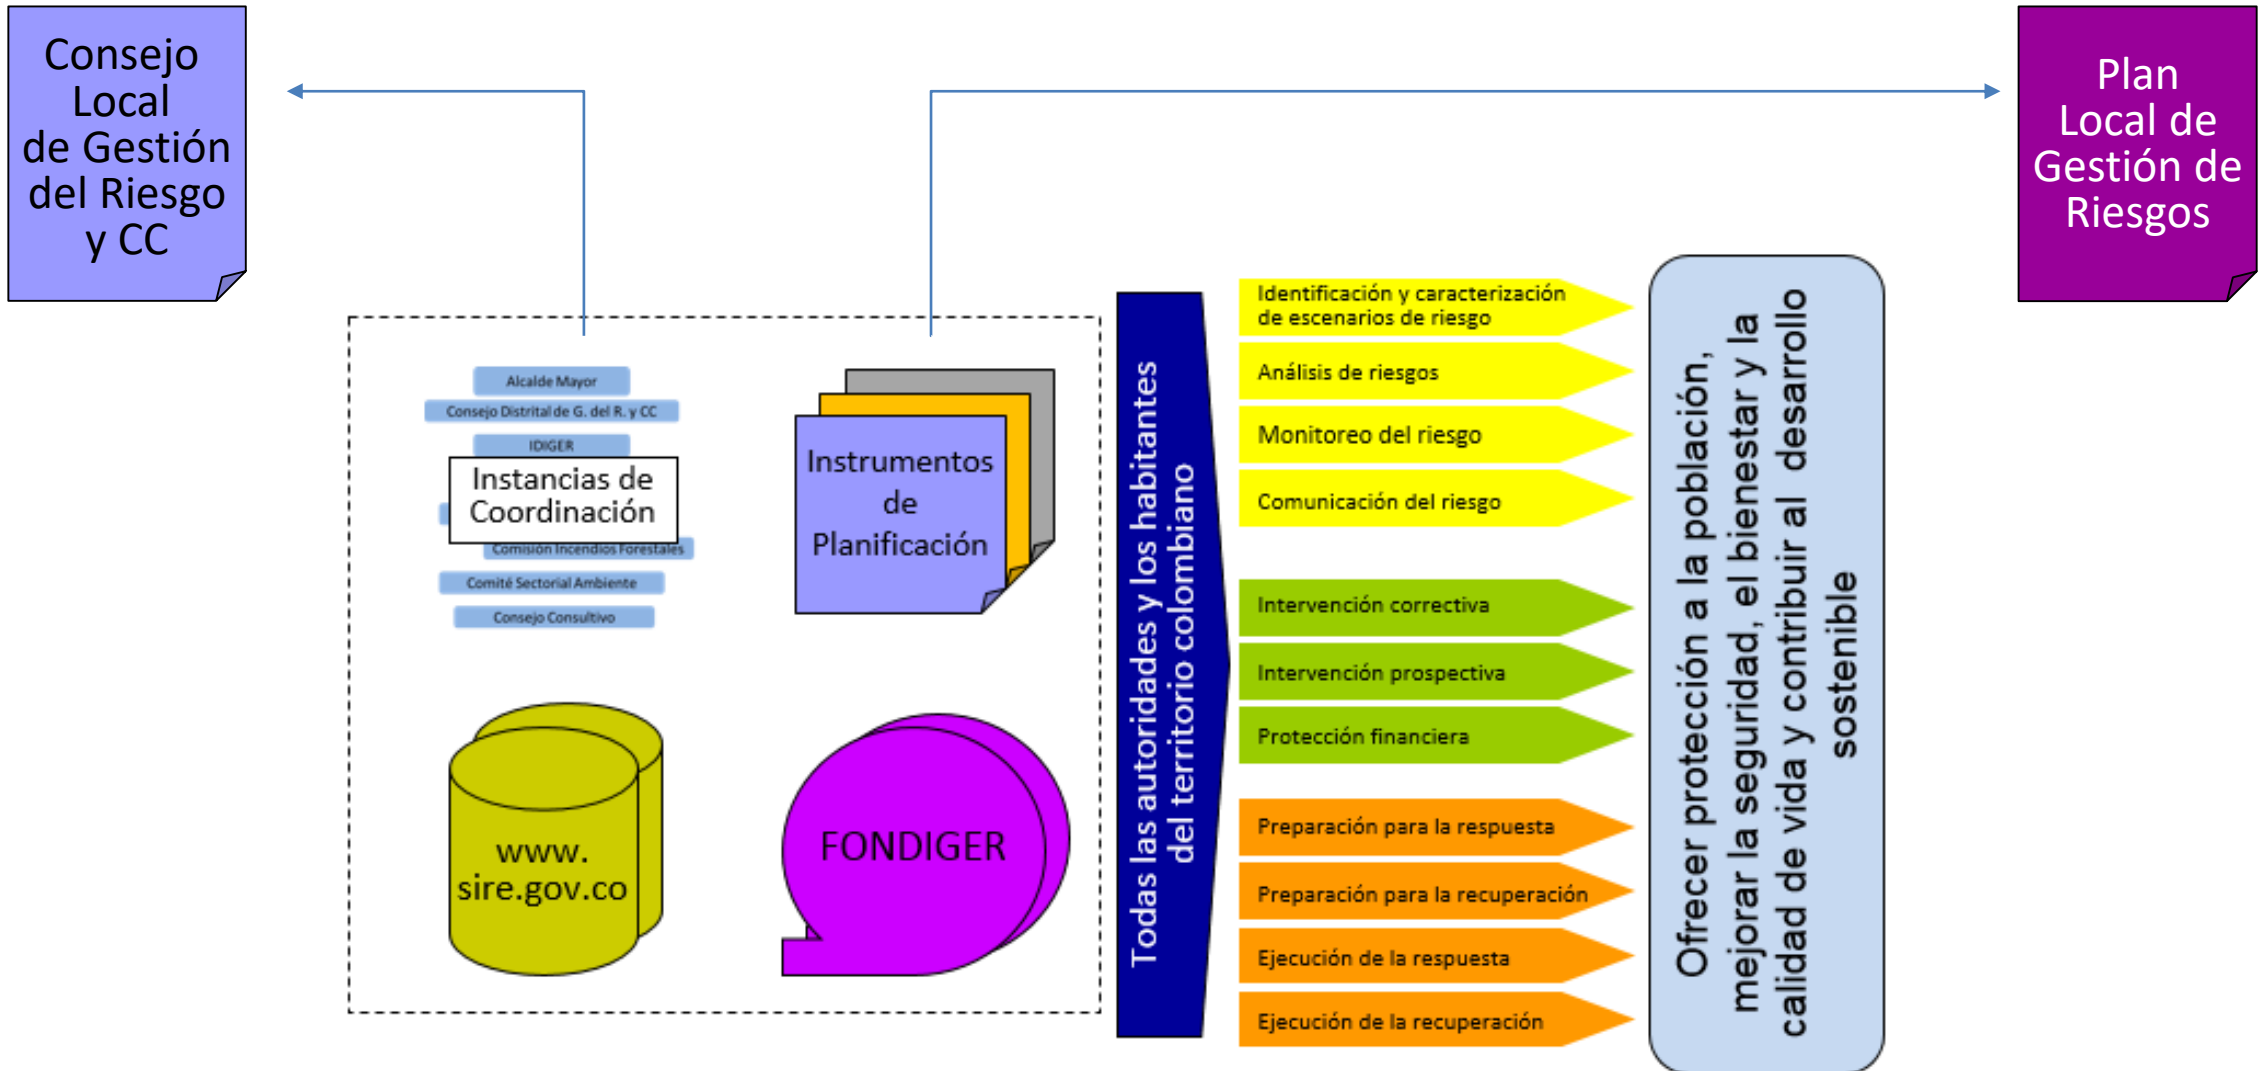 Consejo
Local
de Gestión
del Riesgo
y CC
Plan
Local de
Gestión de
Riesgos
Alcalde Mayor
Consejo Distrital de G. del R. y CC
IDIGER
Instancias de
Coordinación
Comisión Incendios Forestales
Comité Sectorial Ambiente
Consejo Consultivo
Instrumentos
de
Planificación
www.
sire.gov.co
FONDIGER
Todas las autoridades y los habitantes
del territorio colombiano
Identificación y caracterización
de escenarios de riesgo
Análisis de riesgos
Monitoreo del riesgo
Comunicación del riesgo
Intervención correctiva
Intervención prospectiva
Protección financiera
Preparación para la respuesta
Preparación para la recuperación
Ejecución de la respuesta
Ejecución de la recuperación
Ofrecer protección a la población,
mejorar la seguridad, el bienestar y la
calidad de vida y contribuir al desarrollo
sostenible